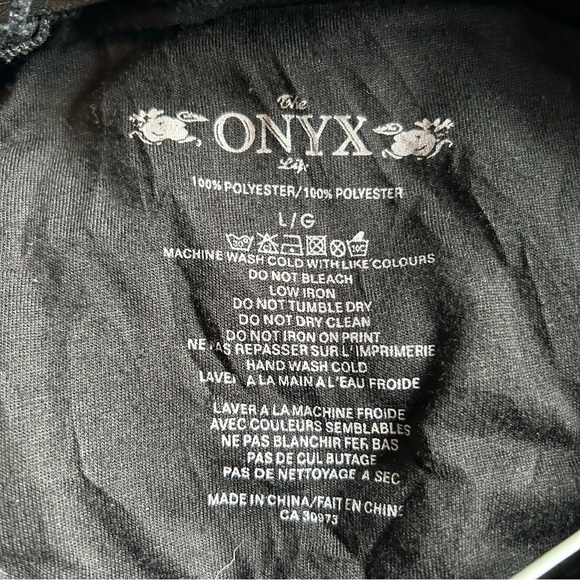 The
ONYX
Life
100% POLYESTER/100% POLYESTER
L/G
30°
MACHINE WASH COLD WITH LIKE COLOURS
DO NOT BLEACH
LOW IRON
DO NOT TUMBLE DRY
DO NOT DRY CLEAN
DO NOT IRON ON PRINT
NE PAS REPASSER SUR L'IMPRIMERIE
HAND WASH COLD
LAVER A LA MAIN A L'EAU FROIDE
LAVER A LA MACHINE FROIDE
AVEC COULEURS SEMBLABLES
NE PAS BLANCHIR FER BAS
PAS DE CUL BUTAGE
PAS DE NETTOYAGE A SEC
MADE IN CHINA/FAIT EN CHINE
CA 30973